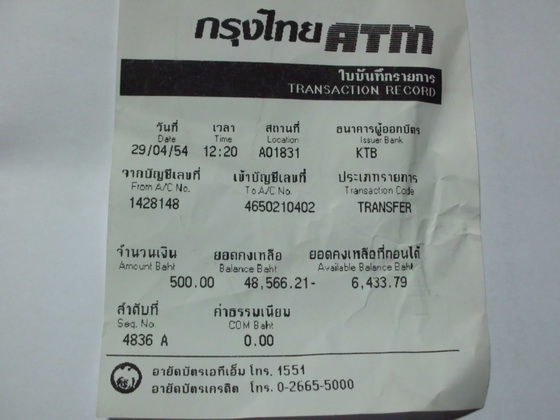 กรุงไทย ATM
ใบบันทึกรายการ
TRANSACTION RECORD
วันที่ เวลา สถานที่ ธนาคารผู้ออกบัตร
Date Time Location Issuer Bank
29/04/54 12:20 A01831 KTB
จากบัญชีเลขที่ เข้าบัญชีเลขที่ ประเภทรายการ
From A/C No. To A/C No. Transaction Code
1428148 4650210402 TRANSFER
จำนวนเงิน ยอดคงเหลือ ยอดคงเหลือที่ถอนได้
Amount Baht Balance Baht Available Balance Baht
500.00 48,566.21- 6,433.79
ลำดับที่ ค่าธรรมเนียม
Seq. No. COM Baht
4836 A 0.00
อายัดบัตรเอทีเอ็ม โทร. 1551
อายัดบัตรเครดิต โทร. 0-2665-5000